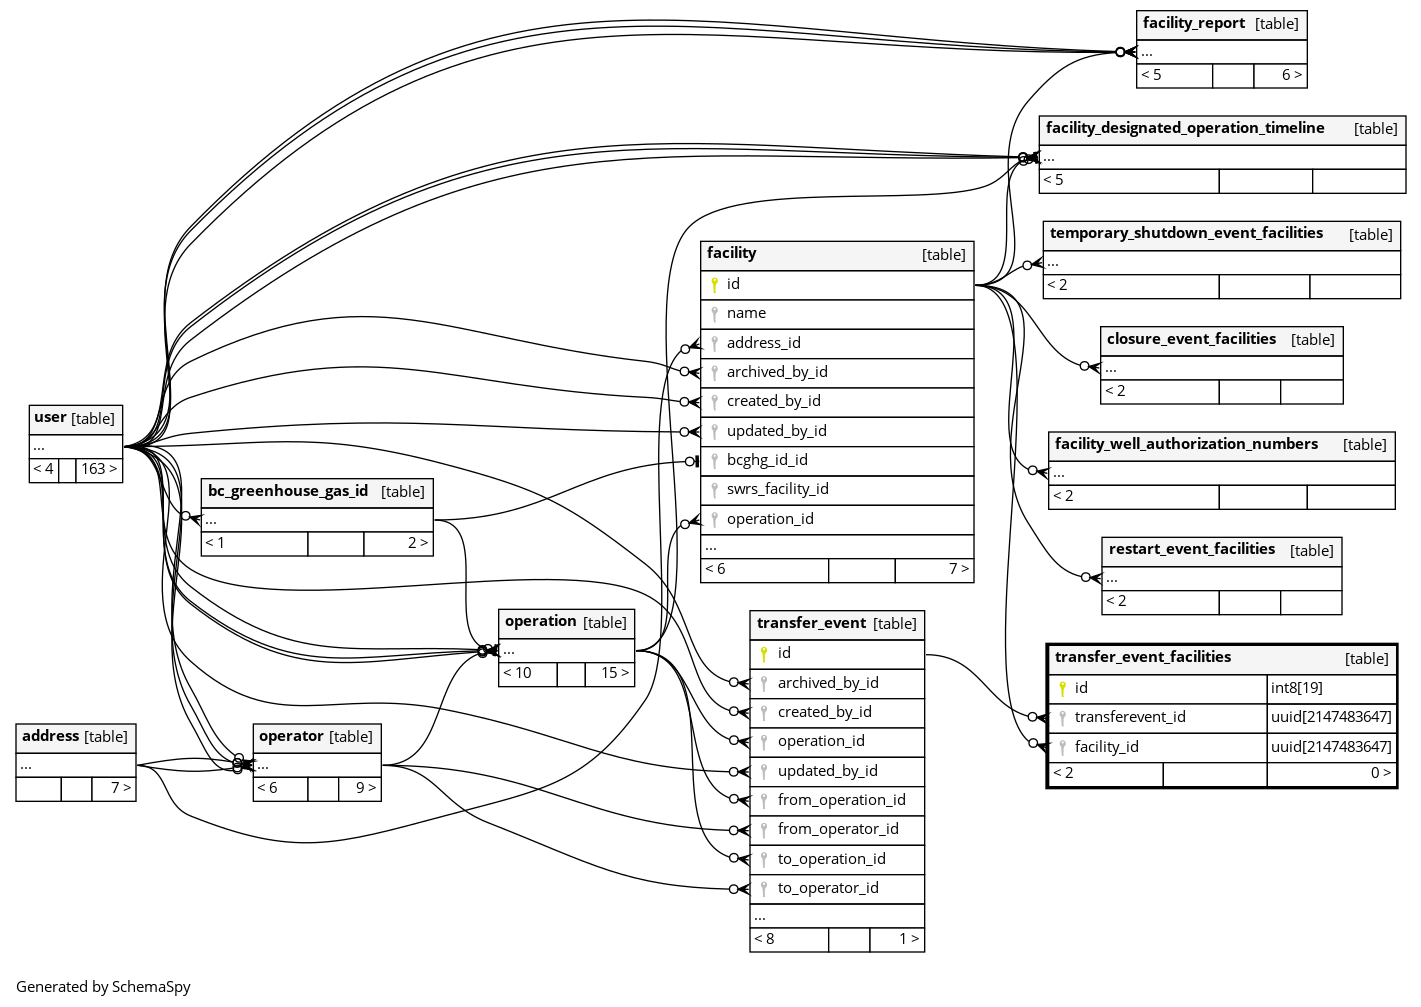 facility_report [table]
...
< 5 6 >
facility_designated_operation_timeline [table]
...
< 5
temporary_shutdown_event_facilities [table]
...
< 2
facility [table]
id
name
address_id
archived_by_id
created_by_id
updated_by_id
bcghg_id_id
swrs_facility_id
operation_id
...
< 6 7 >
closure_event_facilities [table]
...
< 2
user [table]
...
< 4 163 >
facility_well_authorization_numbers [table]
...
< 2
bc_greenhouse_gas_id [table]
...
< 1 2 >
restart_event_facilities [table]
...
< 2
operation [table]
...
< 10 15 >
transfer_event [table]
id
archived_by_id
created_by_id
operation_id
updated_by_id
from_operation_id
from_operator_id
to_operation_id
to_operator_id
...
< 8 1 >
transfer_event_facilities [table]
id int8[19]
transferevent_id uuid[2147483647]
facility_id uuid[2147483647]
< 2 0 >
address [table]
...
7 >
operator [table]
...
< 6 9 >
Generated by SchemaSpy